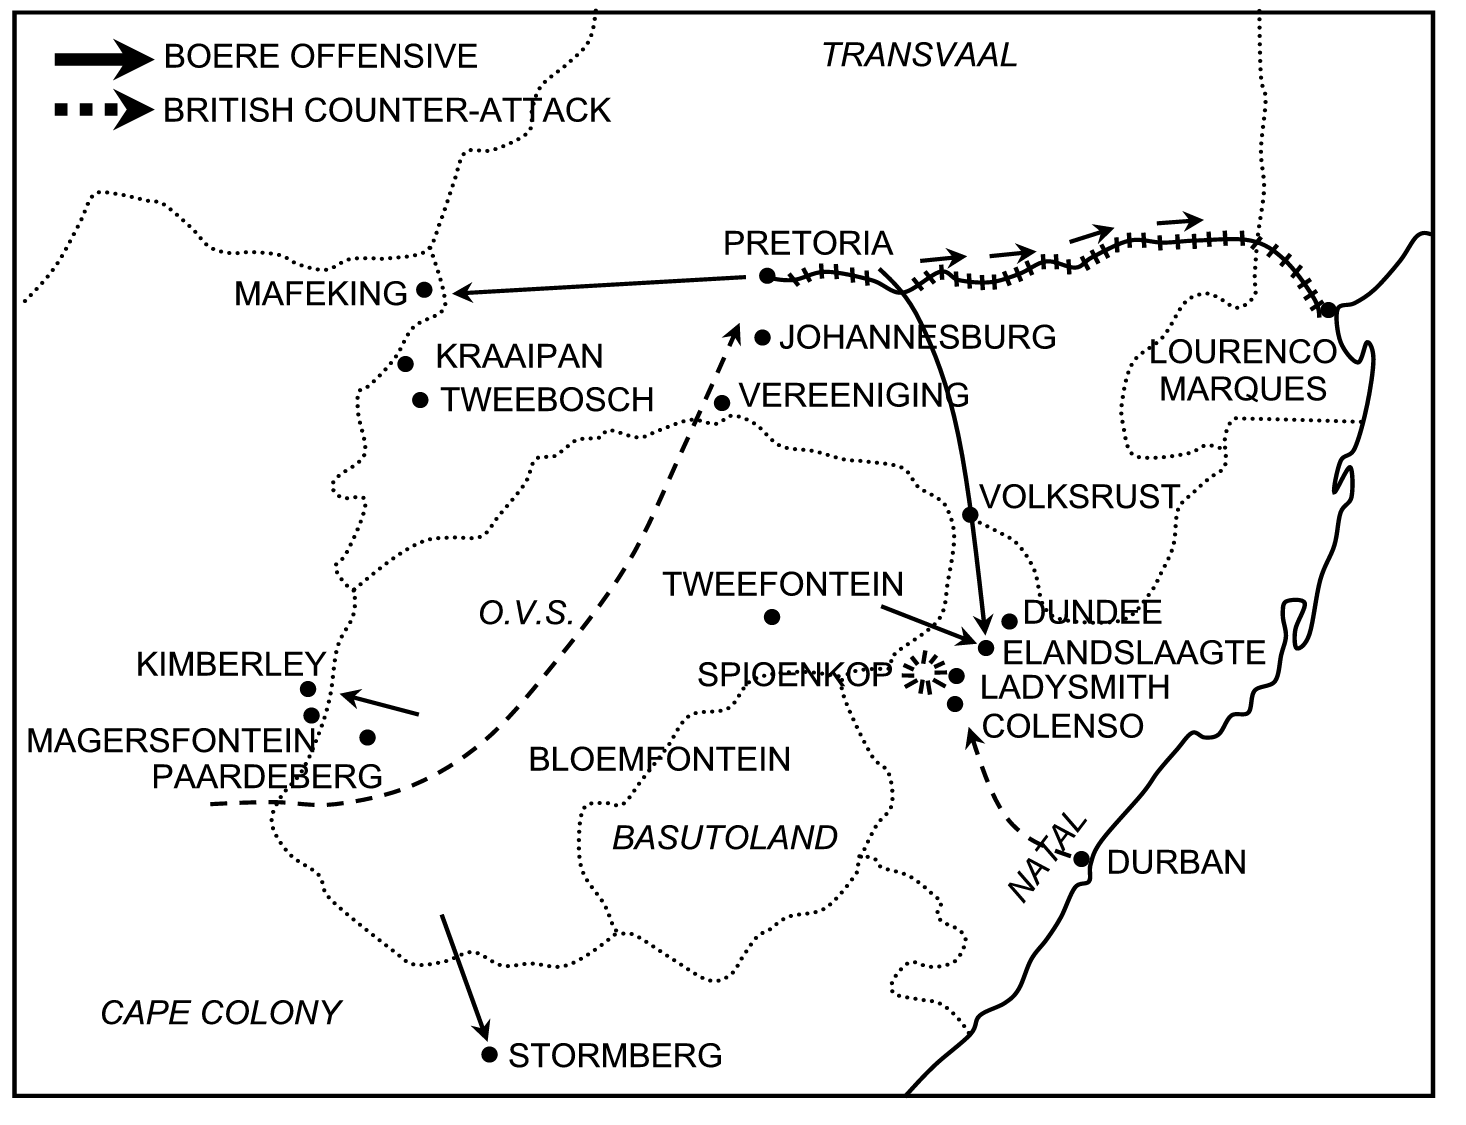 BOERE OFFENSIVE
TRANSVAAL
BRITISH COUNTER-ATTACK
PRETORIA
MAFEKING
JOHANNESBURG
KRAAIPAN
LOURENCO
MARQUES
TWEEBOSCH
VEREENIGING
VOLKSRUST
TWEEFONTEIN
O.V.S.
DUNDEE
ELANDSLAAGTE
KIMBERLEY
SPIOENKOP
LADYSMITH
COLENSO
MAGERSFONTEIN
BLOEMFONTEIN
PAARDEBERG
BASUTOLAND
NATAL
DURBAN
CAPE COLONY
STORMBERG